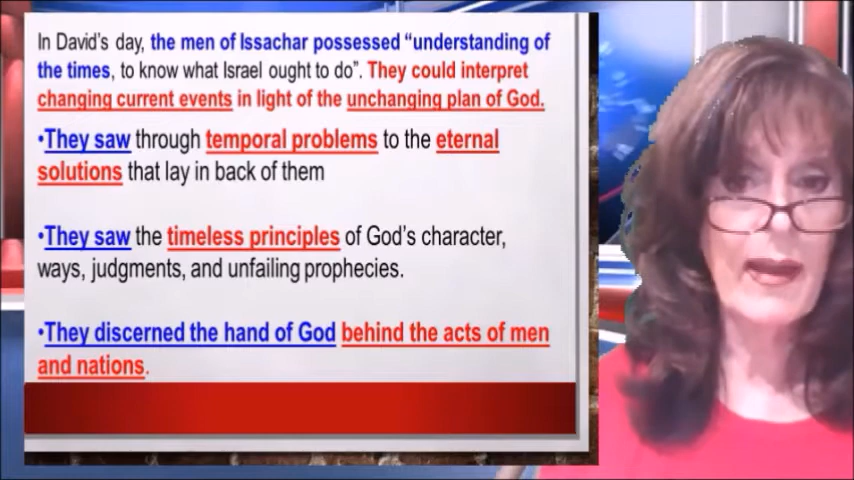 In David's day, the men of Issachar possessed “understanding of
the times, to know what Israel ought to do”. They could interpret
changing current events in light of the unchanging plan of God.
•They saw through temporal problems to the eternal
solutions that lay in back of them
•They saw the timeless principles of God's character,
ways, judgments, and unfailing prophecies.
•They discerned the hand of God behind the acts of men
and nations.